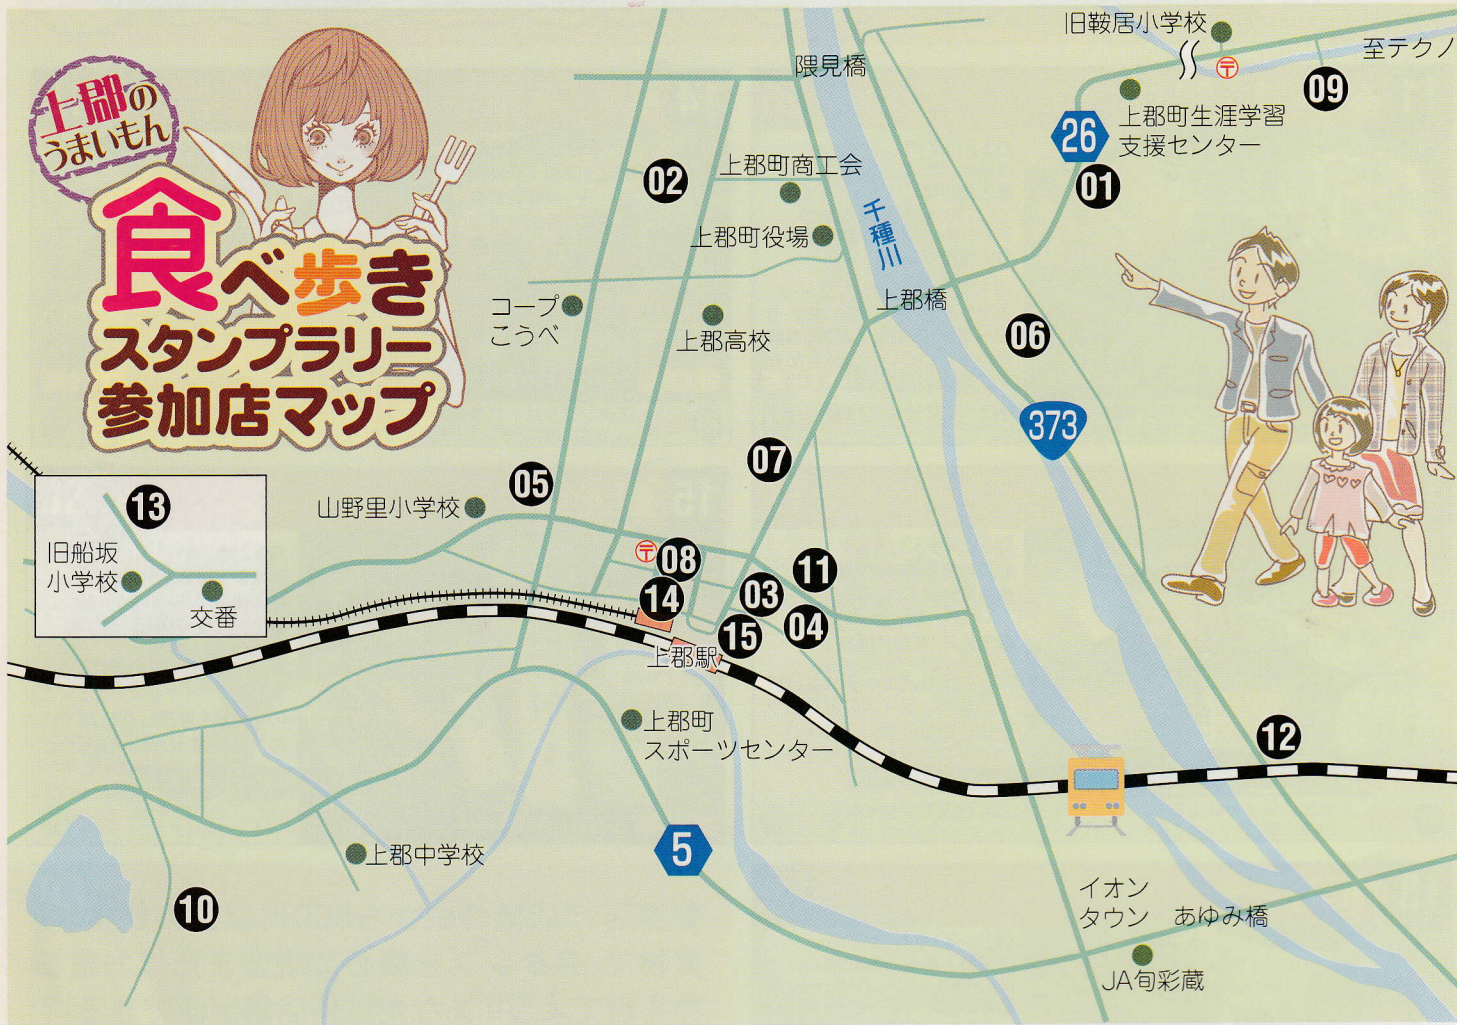 上郡の
うまいもん
食べ歩き
スタンプラリー
参加店マップ
隈見橋
旧鞍居小学校
至テクノ
〒
09
26
上郡町生涯学習
支援センター
01
02
上郡町商工会
上郡町役場
千種川
上郡橋
コープ
こうべ
上郡高校
06
373
07
05
山野里小学校
13
旧船坂
小学校
交番
〒
08
14
03
11
04
15
上郡駅
上郡町
スポーツセンター
12
5
上郡中学校
10
イオン
タウン
あゆみ橋
JA旬彩蔵